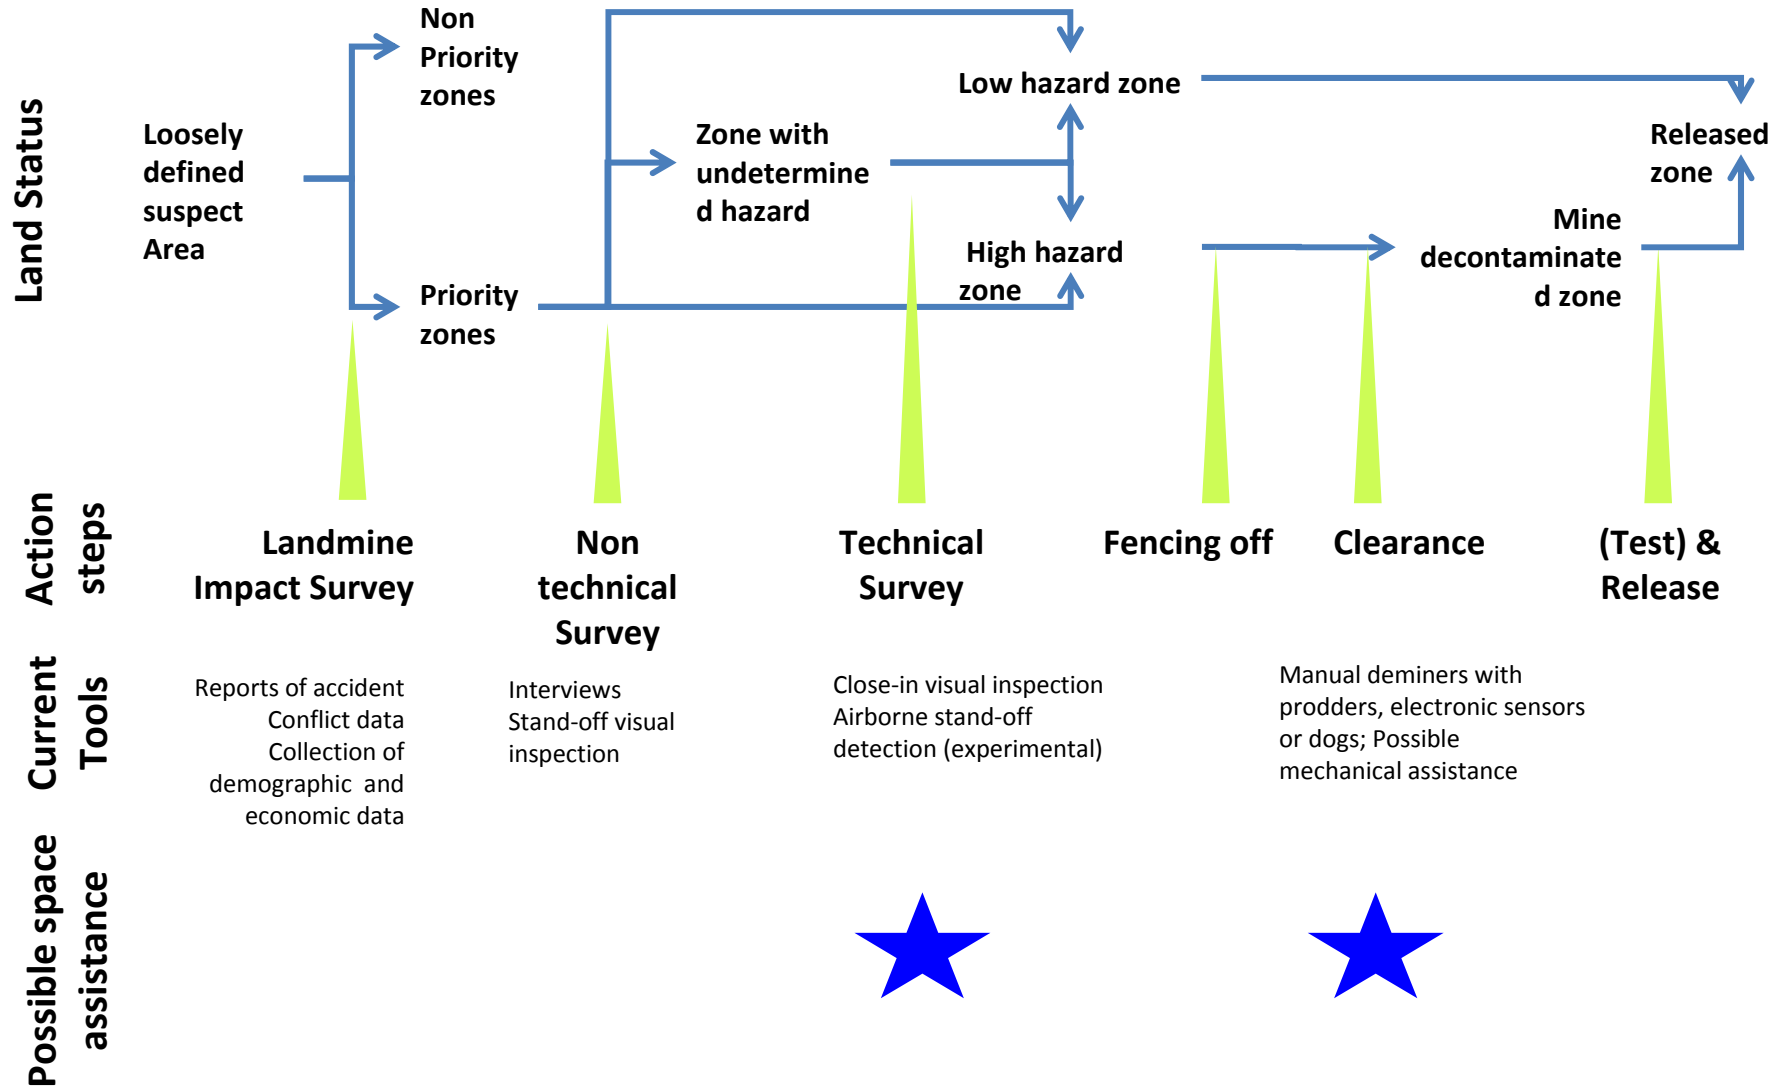 Land Status
Loosely
defined
suspect
Area
Non
Priority
zones
Priority
zones
Zone with
undetermine
d hazard
Low hazard zone
High hazard
zone
Mine
decontaminate
d zone
Released
zone
Action
steps
Landmine
Impact Survey
Non
technical
Survey
Technical
Survey
Fencing off
Clearance
(Test) &
Release
Current
Tools
Reports of accident
Conflict data
Collection of
demographic and
economic data
Interviews
Stand-off visual
inspection
Close-in visual inspection
Airborne stand-off
detection (experimental)
Manual deminers with
prodders, electronic sensors
or dogs; Possible
mechanical assistance
Possible space
assistance